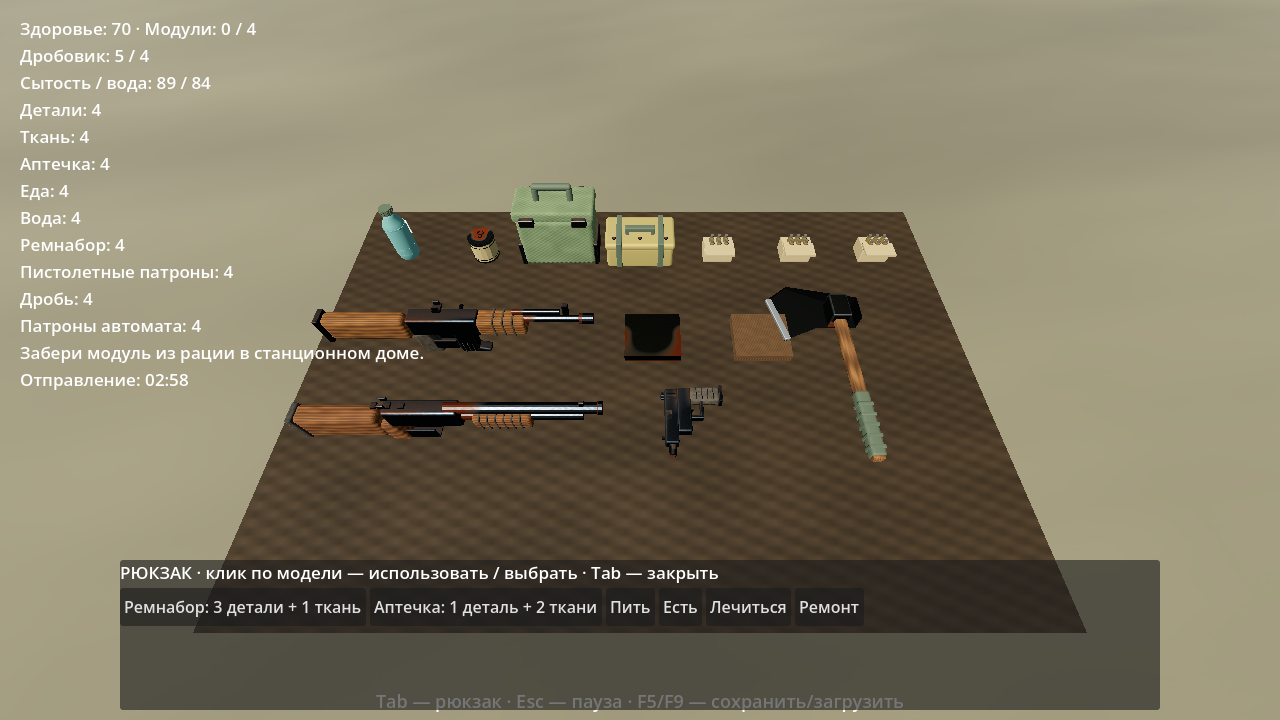 Здоровье: 70 · Модули: 0 / 4
Дробовик: 5 / 4
Сытость / вода: 89 / 84
Детали: 4
Ткань: 4
Аптечка: 4
Еда: 4
Вода: 4
Ремнабор: 4
Пистолетные патроны: 4
Дробь: 4
Патроны автомата: 4
Забери модуль из рации в станционном доме.
Отправление: 02:58
РЮКЗАК · клик по модели — использовать / выбрать · Tab — закрыть
Ремнабор: 3 детали + 1 ткань Аптечка: 1 деталь + 2 ткани Пить Есть Лечиться Ремонт
Tab — рюкзак · Esc — пауза · F5/F9 — сохранить/загрузить